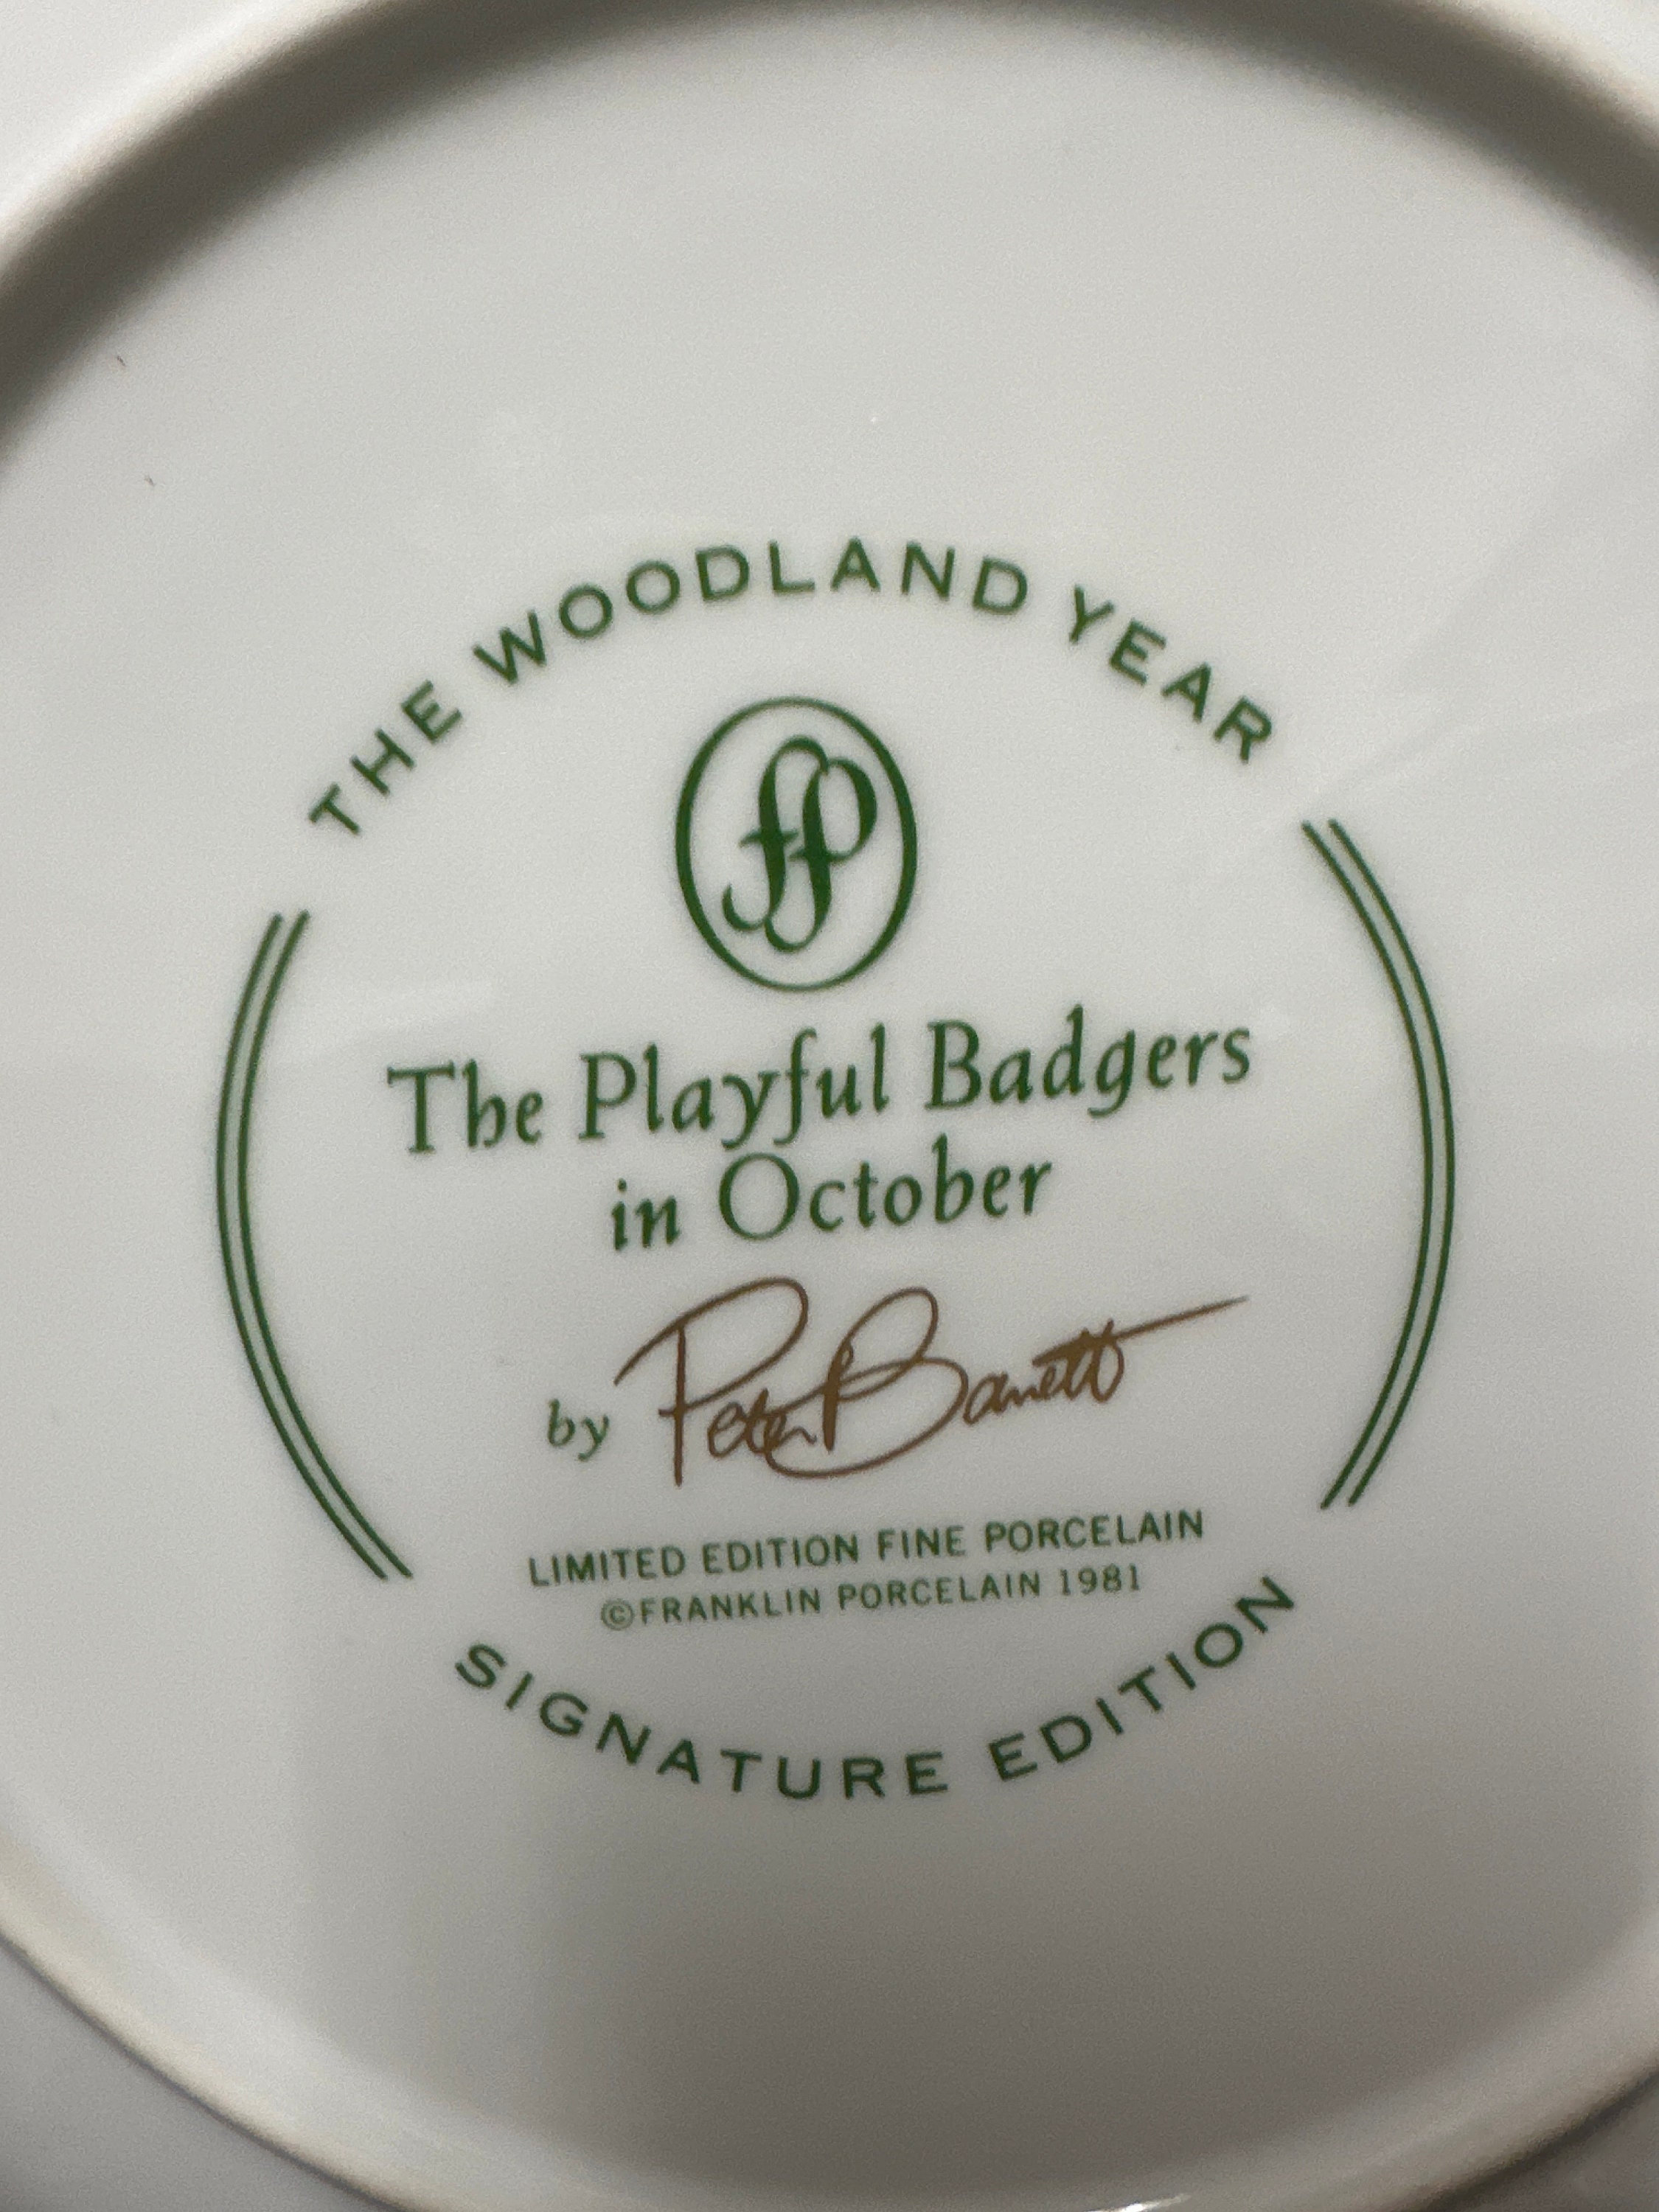 THE WOODLAND YEAR
fP
The Playful Badgers
in October
by Peter Barrett
LIMITED EDITION FINE PORCELAIN
©FRANKLIN PORCELAIN 1981
SIGNATURE EDITION